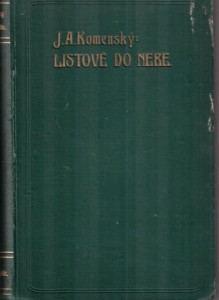 J.A.Komenský:
LISTOVÉ DO NEBE.